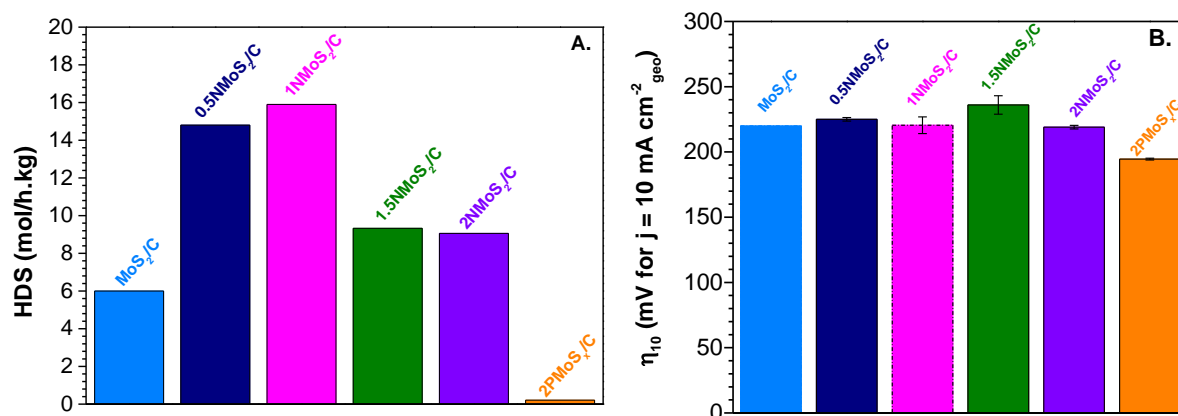 A.
HDS (mol/h.kg)
20
18
16
14
12
10
8
6
4
2
0
MoS₂/C
0.5NMoS₂/C
1NMoS₂/C
1.5NMoS₂/C
2NMoS₂/C
2PMoSₓ/C
B.
η₁₀ (mV for j = 10 mA cm⁻²geo)
300
250
200
150
100
50
0
MoS₂/C
0.5NMoS₂/C
1NMoS₂/C
1.5NMoS₂/C
2NMoS₂/C
2PMoSₓ/C